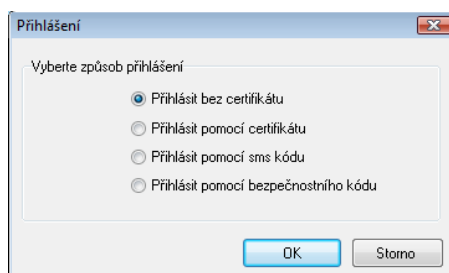 Přihlášení
Vyberte způsob přihlášení
Přihlásit bez certifikátu
Přihlásit pomocí certifikátu
Přihlásit pomocí sms kódu
Přihlásit pomocí bezpečnostního kódu
OK Storno